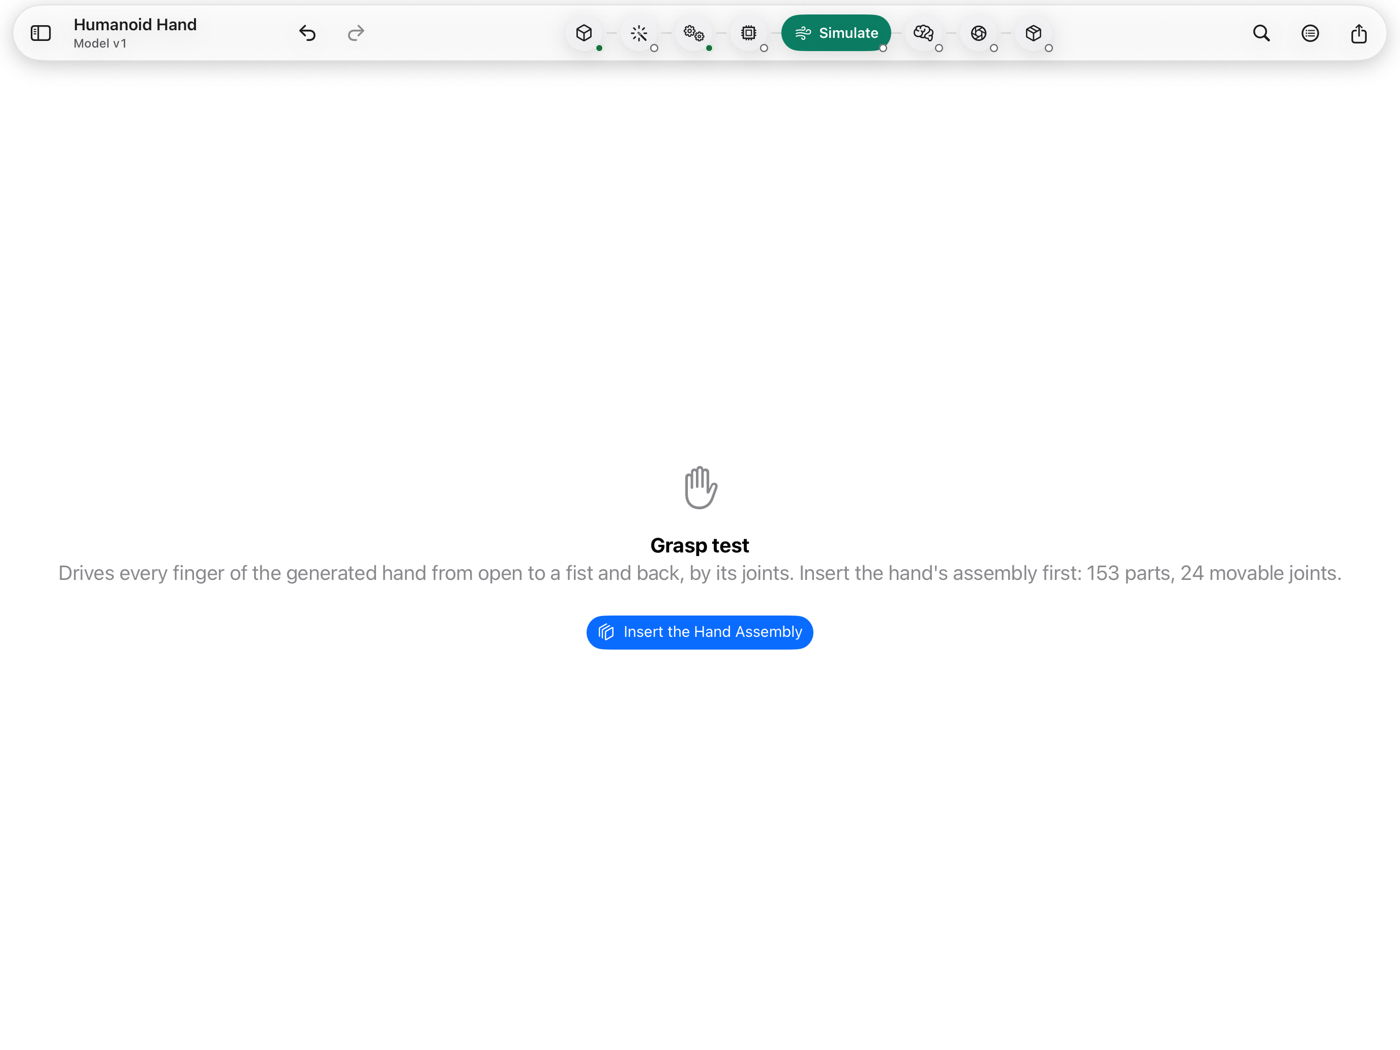 Humanoid Hand
Model v1
Simulate
Grasp test
Drives every finger of the generated hand from open to a fist and back, by its joints. Insert the hand's assembly first: 153 parts, 24 movable joints.
Insert the Hand Assembly